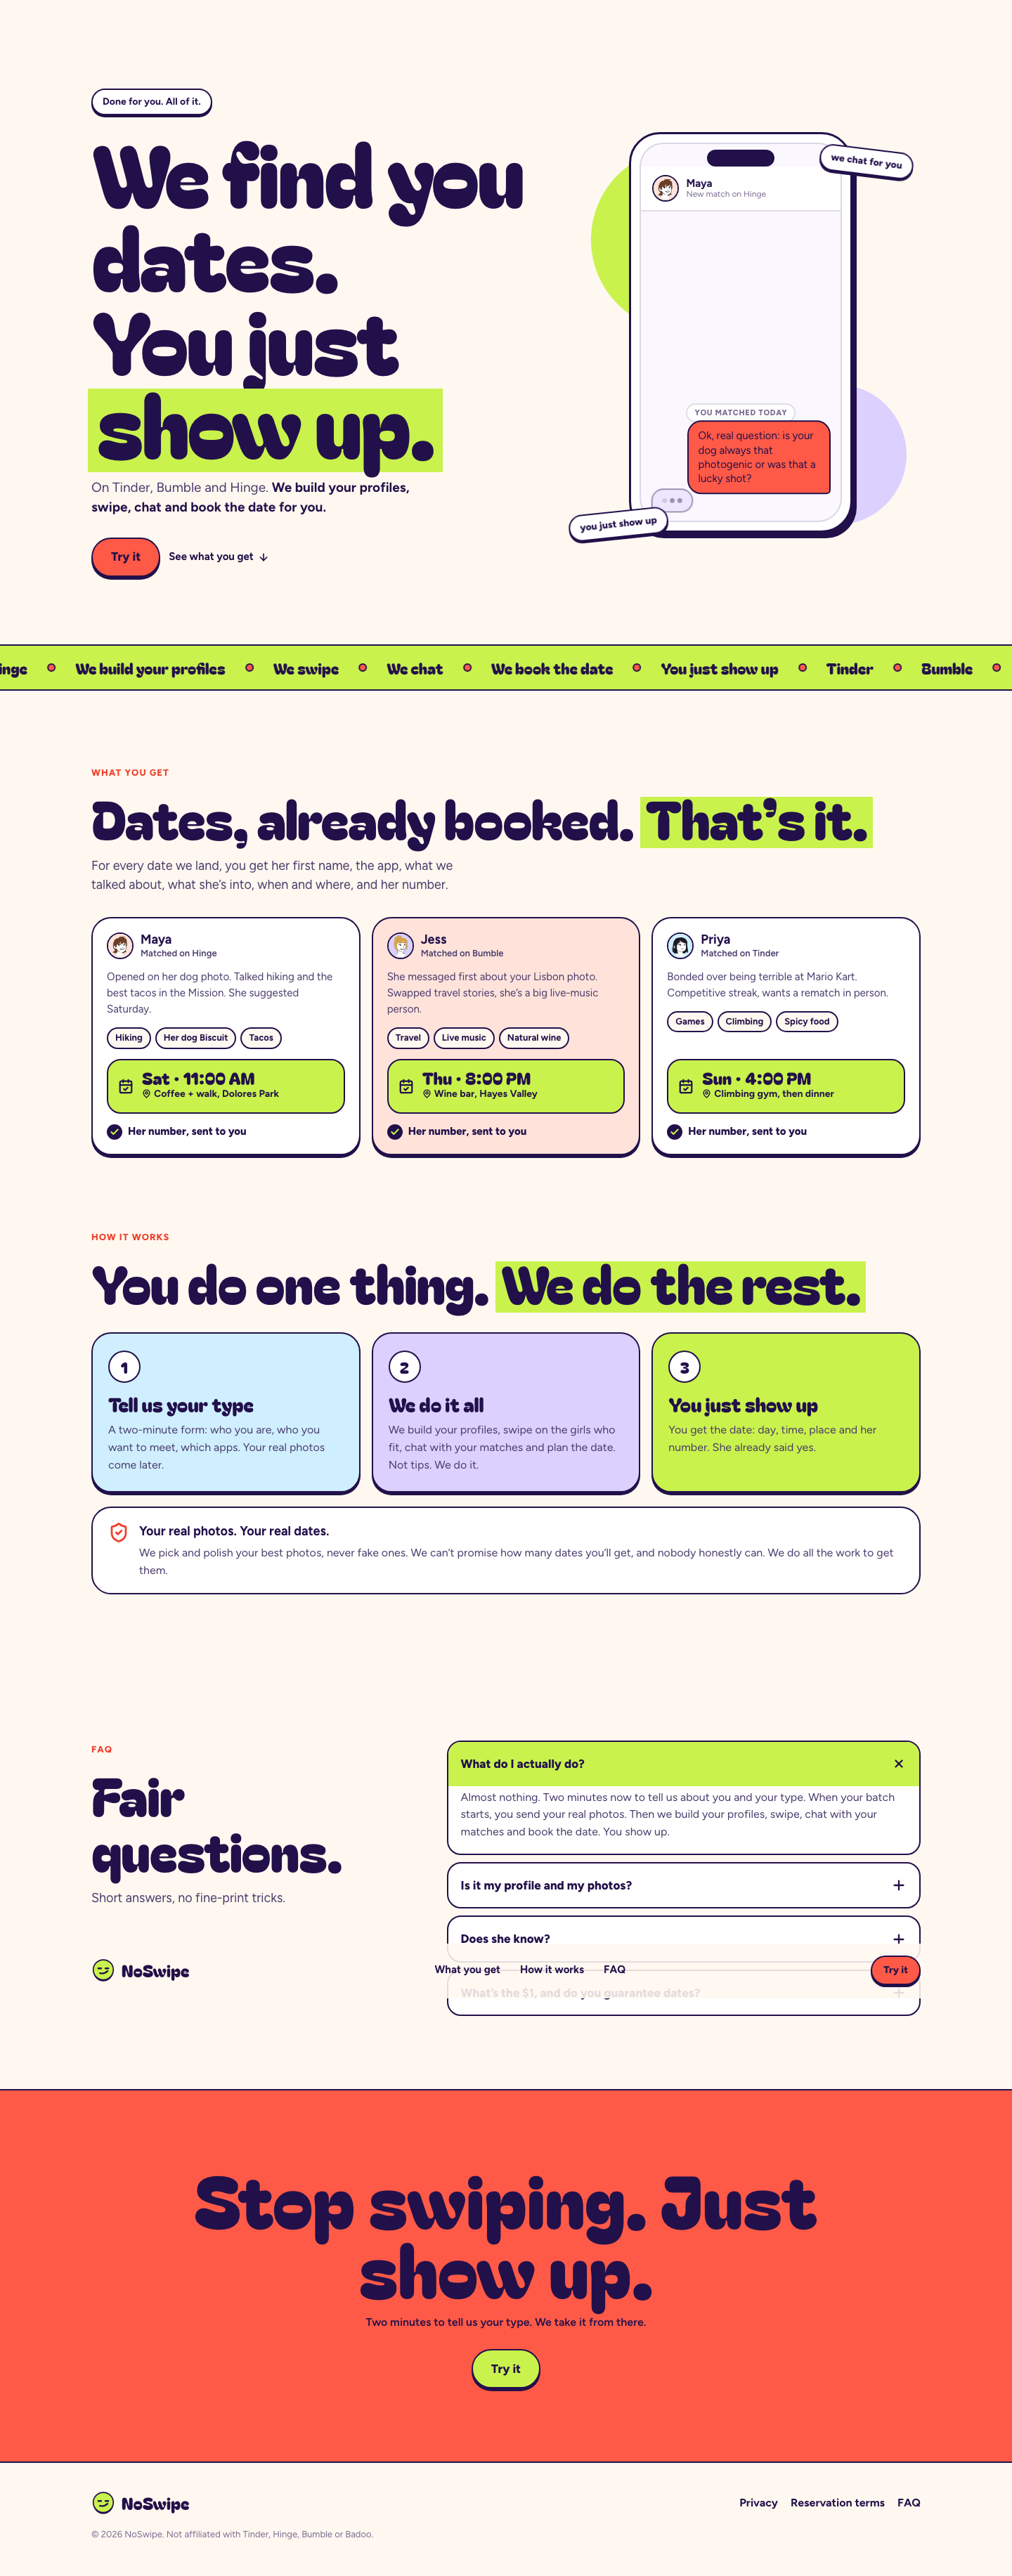 Done for you. All of it.
We find you
dates.
You just
show up.
On Tinder, Bumble and Hinge. We build your profiles,
swipe, chat and book the date for you.
Try it
See what you get
we chat for you
Maya
New match on Hinge
YOU MATCHED TODAY
Ok, real question: is your
dog always that
photogenic or was that a
lucky shot?
you just show up
inge We build your profiles We swipe We chat We book the date You just show up Tinder Bumble
WHAT YOU GET
Dates, already booked. That’s it.
For every date we land, you get her first name, the app, what we
talked about, what she’s into, when and where, and her number.
Maya
Matched on Hinge
Opened on her dog photo. Talked hiking and the
best tacos in the Mission. She suggested
Saturday.
Hiking Her dog Biscuit Tacos
Sat · 11:00 AM
Coffee + walk, Dolores Park
Her number, sent to you
Jess
Matched on Bumble
She messaged first about your Lisbon photo.
Swapped travel stories, she’s a big live-music
person.
Travel Live music Natural wine
Thu · 8:00 PM
Wine bar, Hayes Valley
Her number, sent to you
Priya
Matched on Tinder
Bonded over being terrible at Mario Kart.
Competitive streak, wants a rematch in person.
Games Climbing Spicy food
Sun · 4:00 PM
Climbing gym, then dinner
Her number, sent to you
HOW IT WORKS
You do one thing. We do the rest.
1
Tell us your type
A two-minute form: who you are, who you
want to meet, which apps. Your real photos
come later.
2
We do it all
We build your profiles, swipe on the girls who
fit, chat with your matches and plan the date.
Not tips. We do it.
3
You just show up
You get the date: day, time, place and her
number. She already said yes.
Your real photos. Your real dates.
We pick and polish your best photos, never fake ones. We can’t promise how many dates you’ll get, and nobody honestly can. We do all the work to get
them.
FAQ
Fair
questions.
Short answers, no fine-print tricks.
What do I actually do?
Almost nothing. Two minutes now to tell us about you and your type. When your batch
starts, you send your real photos. Then we build your profiles, swipe, chat with your
matches and book the date. You show up.
Is it my profile and my photos?
Does she know?
NoSwipe
What you get How it works FAQ
Try it
What’s the $1, and do you guarantee dates?
Stop swiping. Just
show up.
Two minutes to tell us your type. We take it from there.
Try it
NoSwipe
Privacy Reservation terms FAQ
© 2026 NoSwipe. Not affiliated with Tinder, Hinge, Bumble or Badoo.